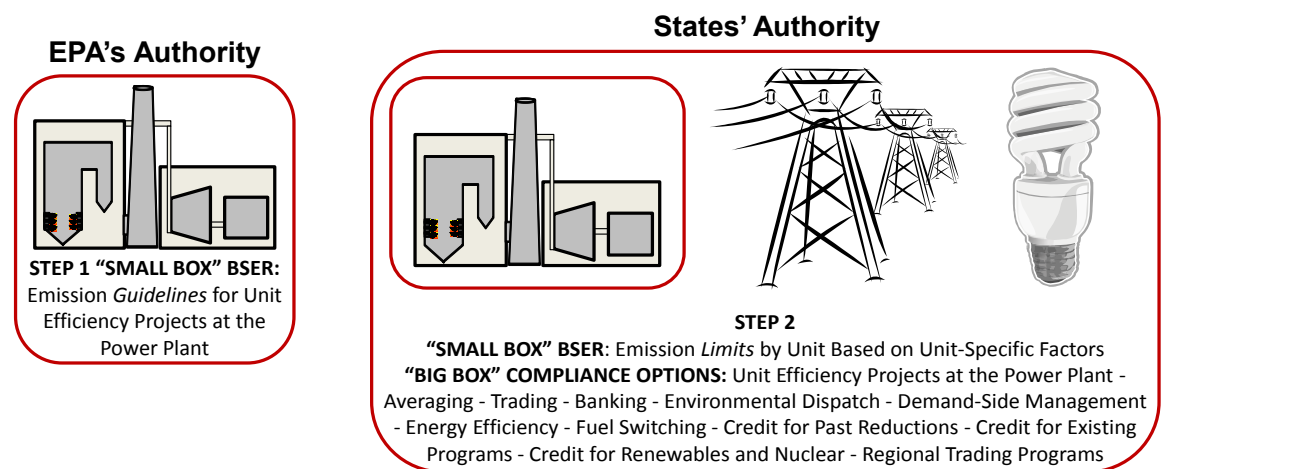 EPA’s Authority
STEP 1 “SMALL BOX” BSER:
Emission Guidelines for Unit
Efficiency Projects at the
Power Plant
States’ Authority
STEP 2
“SMALL BOX” BSER: Emission Limits by Unit Based on Unit-Specific Factors
“BIG BOX” COMPLIANCE OPTIONS: Unit Efficiency Projects at the Power Plant -
Averaging - Trading - Banking - Environmental Dispatch - Demand-Side Management
- Energy Efficiency - Fuel Switching - Credit for Past Reductions - Credit for Existing
Programs - Credit for Renewables and Nuclear - Regional Trading Programs